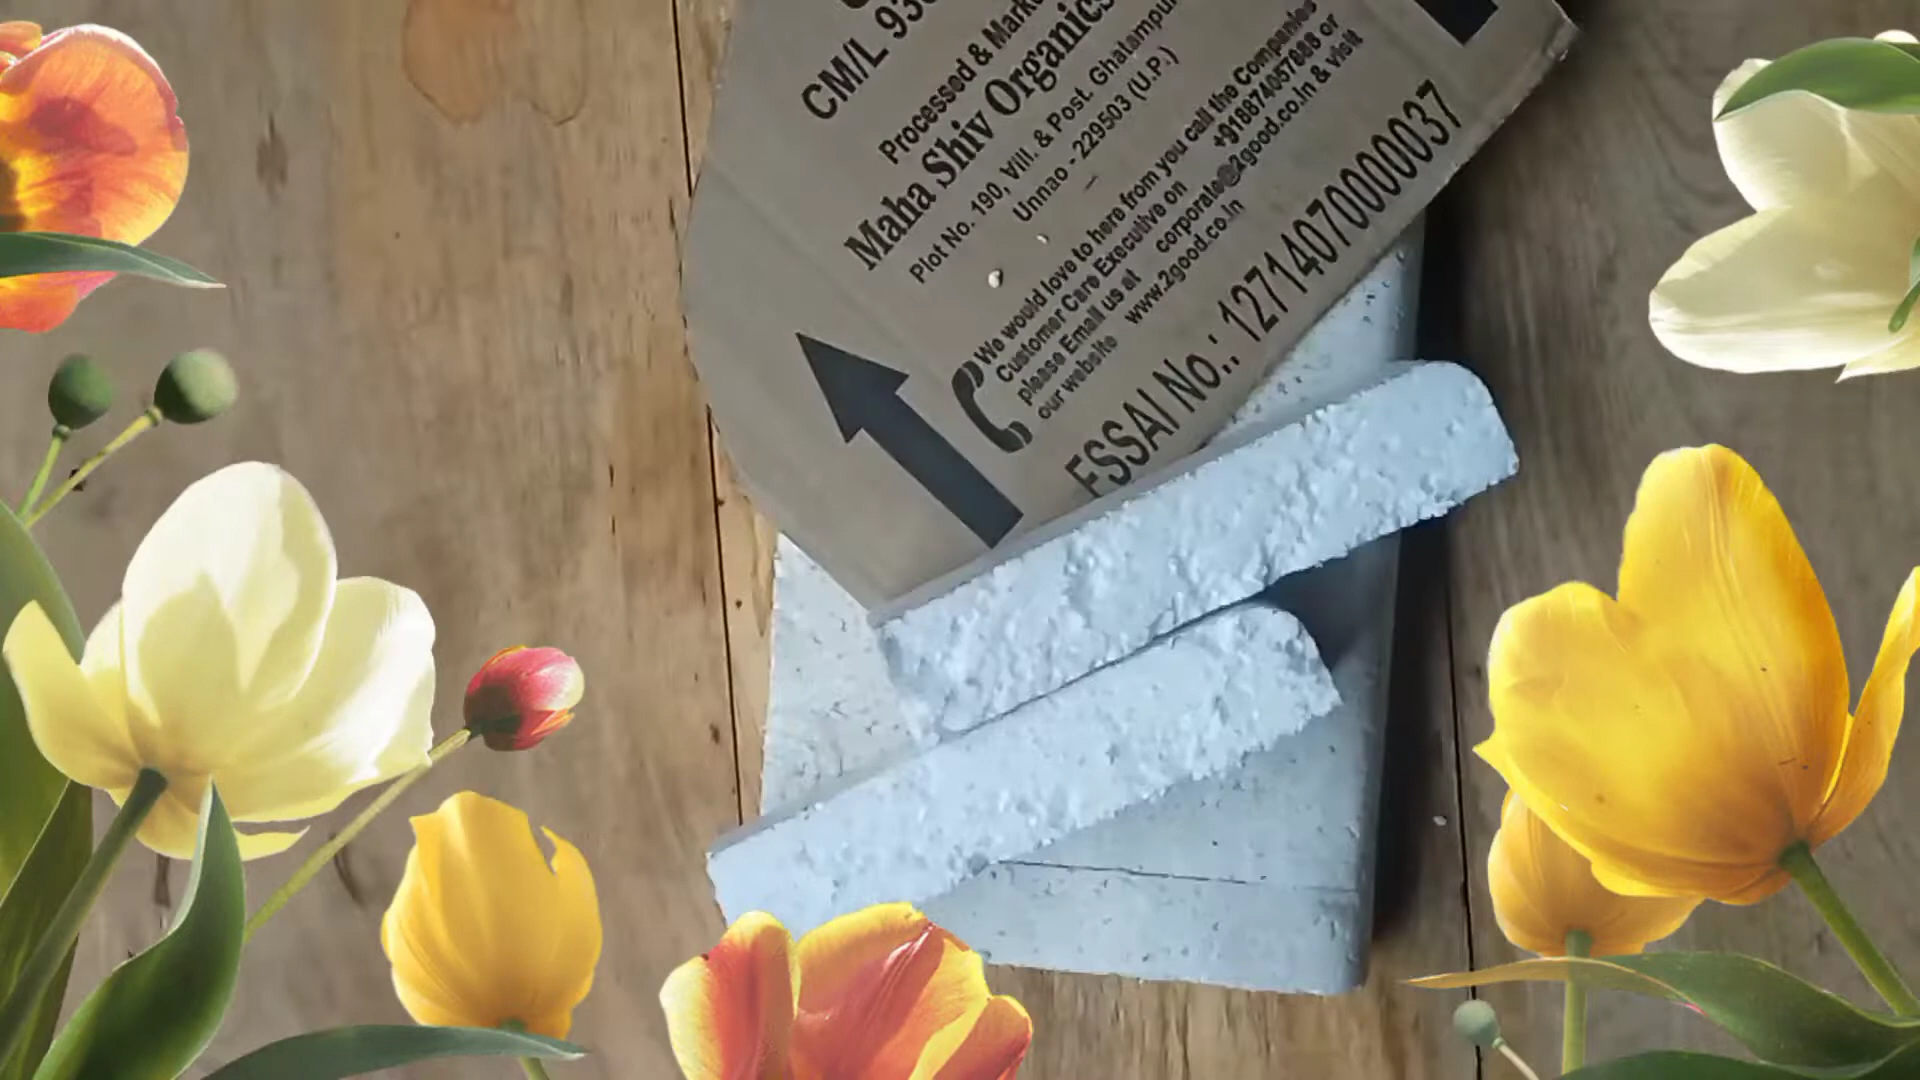 CM/L 93
Processed & Mark
Maha Shiv Organics
Plot No. 190, Vill. & Post. Ghatampur
Unnao - 229503 (U.P.)
We would love to here from you call the Companies
Customer Care Executive on +918874057888 or
please Email us at corporate@2good.co.in & visit
our website www.2good.co.in
FSSAI No.: 12714070000037